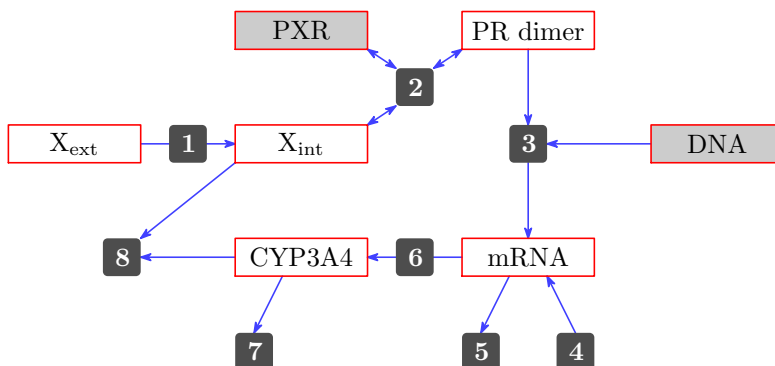 PXR
PR dimer
2
X_ext
1
X_int
3
DNA
8
CYP3A4
6
mRNA
7
5
4